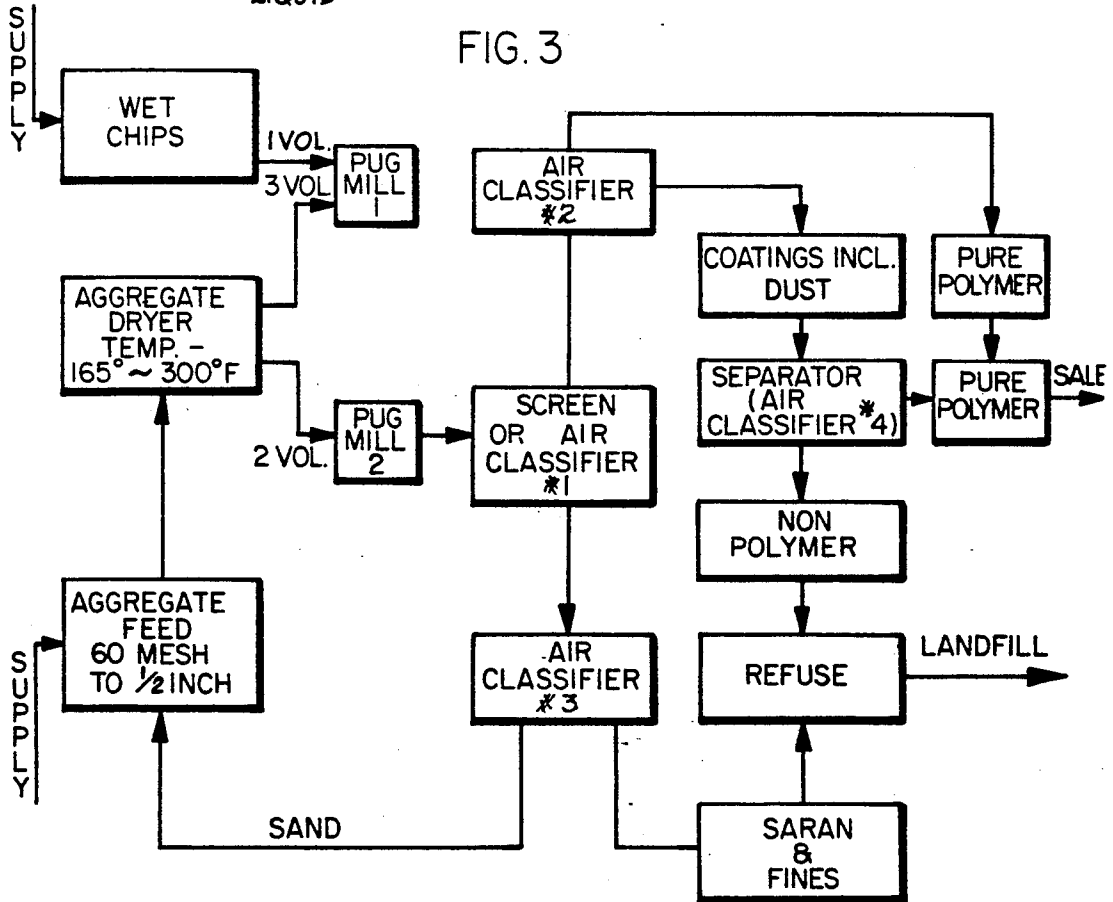 LIQUID
FIG. 3
SUPPLY
WET
CHIPS
1 VOL.
3 VOL.
PUG
MILL
1
AIR
CLASSIFIER
#2
COATINGS INCL.
DUST
PURE
POLYMER
AGGREGATE
DRYER
TEMP. –
165° ~ 300°F
SEPARATOR
(AIR
CLASSIFIER #4)
PURE
POLYMER
SALE
2 VOL.
PUG
MILL
2
SCREEN
OR AIR
CLASSIFIER
#1
NON
POLYMER
AGGREGATE
FEED
60 MESH
TO 1/2 INCH
SUPPLY
AIR
CLASSIFIER
#3
REFUSE
LANDFILL
SAND
SARAN
&
FINES